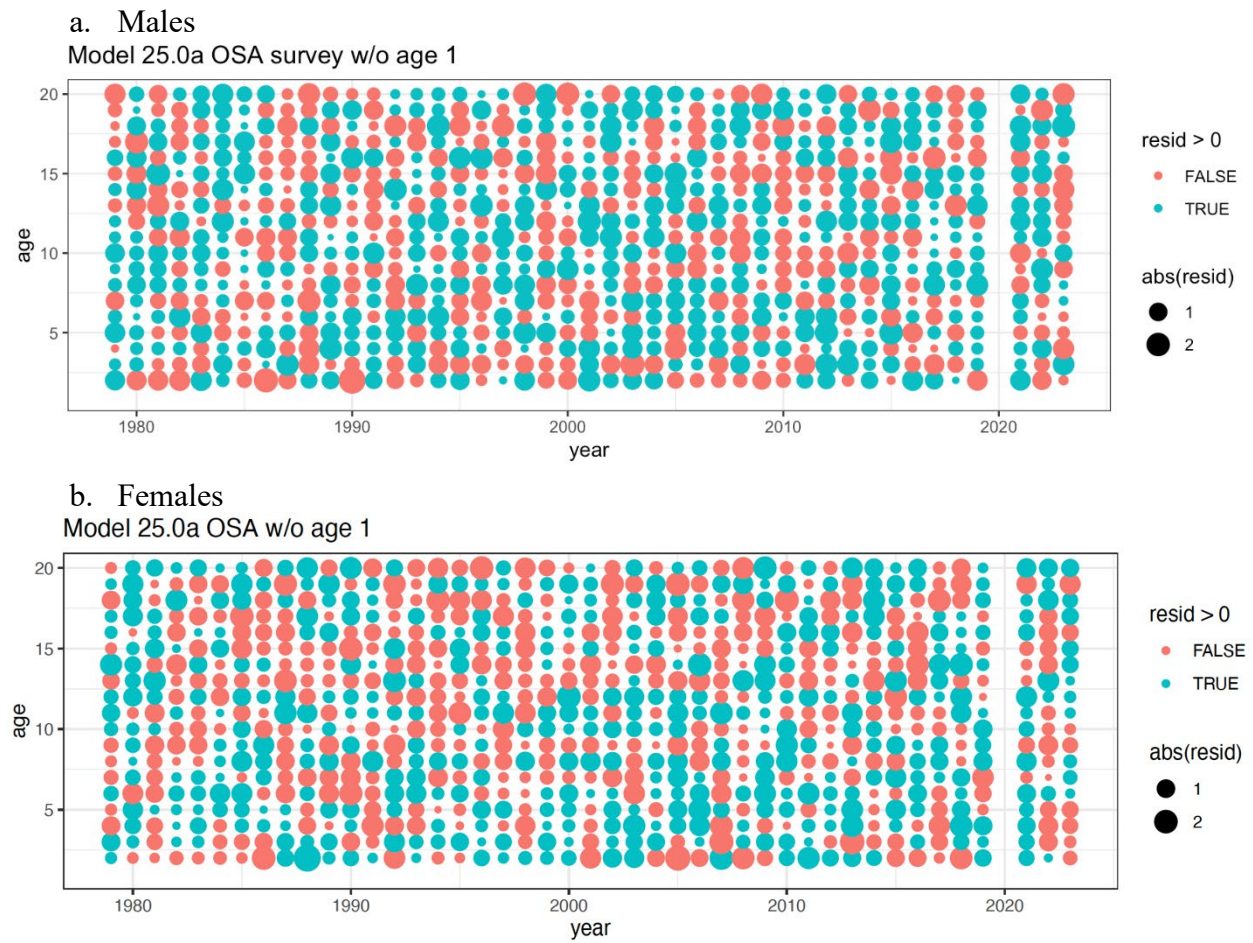 a. Males
Model 25.0a OSA survey w/o age 1
20
15
10
5
age
1980 1990 2000 2010 2020
year
resid > 0
FALSE
TRUE
abs(resid)
1
2
b. Females
Model 25.0a OSA w/o age 1
20
15
10
5
age
1980 1990 2000 2010 2020
year
resid > 0
FALSE
TRUE
abs(resid)
1
2